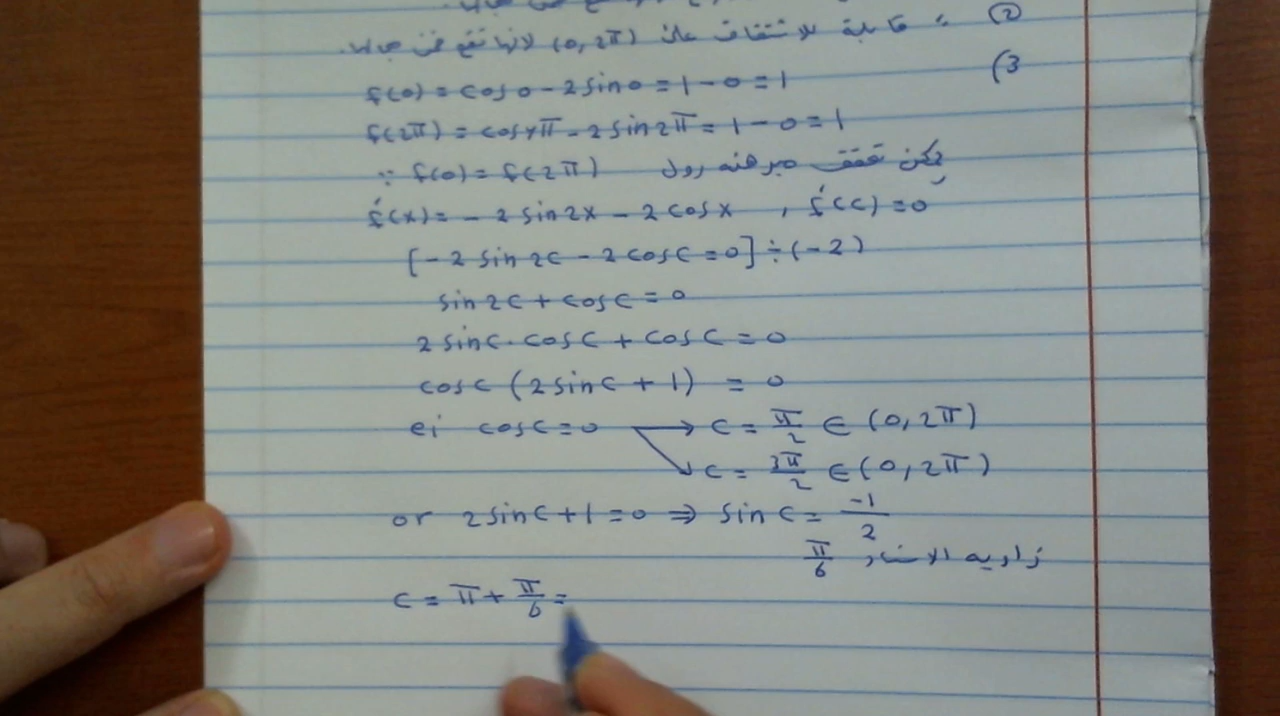 ② قابلة للاشتقاق على (0, 2π) لانها تقع ضمن مجالها.
3)
f(0) = cos 0 - 2 sin 0 = 1 - 0 = 1
f(2π) = cos 4π - 2 sin 2π = 1 - 0 = 1
∵ f(0) = f(2π) يمكن تحقق مبرهنه رول
f́(x) = - 2 sin 2x - 2 cos x , f́(c) = 0
[- 2 sin 2c - 2 cos c = 0] ÷ (-2)
sin 2c + cos c = 0
2 sin c . cos c + cos c = 0
cos c (2 sin c + 1) = 0
ei cos c = 0 → c = π/2 ∈ (0, 2π)
↘ c = 3π/2 ∈ (0, 2π)
or 2 sin c + 1 = 0 ⇒ sin c = -1/2
زاويه الاسناد π/6
c = π + π/6 =